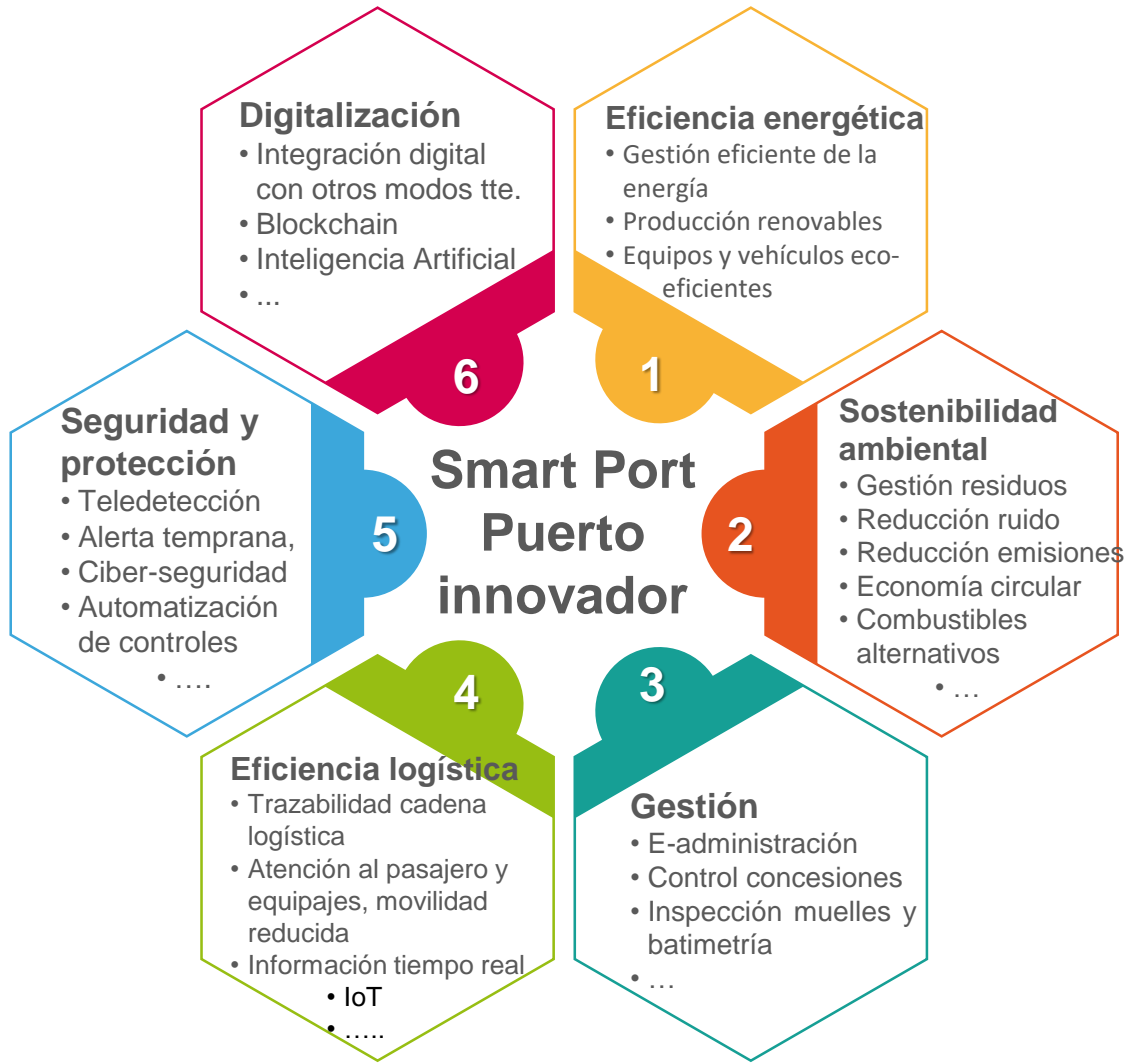 Smart Port
Puerto
innovador
1
Eficiencia energética
• Gestión eficiente de la
energía
• Producción renovables
• Equipos y vehículos eco-
eficientes
2
Sostenibilidad
ambiental
• Gestión residuos
• Reducción ruido
• Reducción emisiones
• Economía circular
• Combustibles
alternativos
• ...
3
Gestión
• E-administración
• Control concesiones
• Inspección muelles y
batimetría
• ...
4
Eficiencia logística
• Trazabilidad cadena
logística
• Atención al pasajero y
equipajes, movilidad
reducida
• Información tiempo real
• IoT
• .....
5
Seguridad y
protección
• Teledetección
• Alerta temprana,
• Ciber-seguridad
• Automatización
de controles
• ....
6
Digitalización
• Integración digital
con otros modos tte.
• Blockchain
• Inteligencia Artificial
• ...